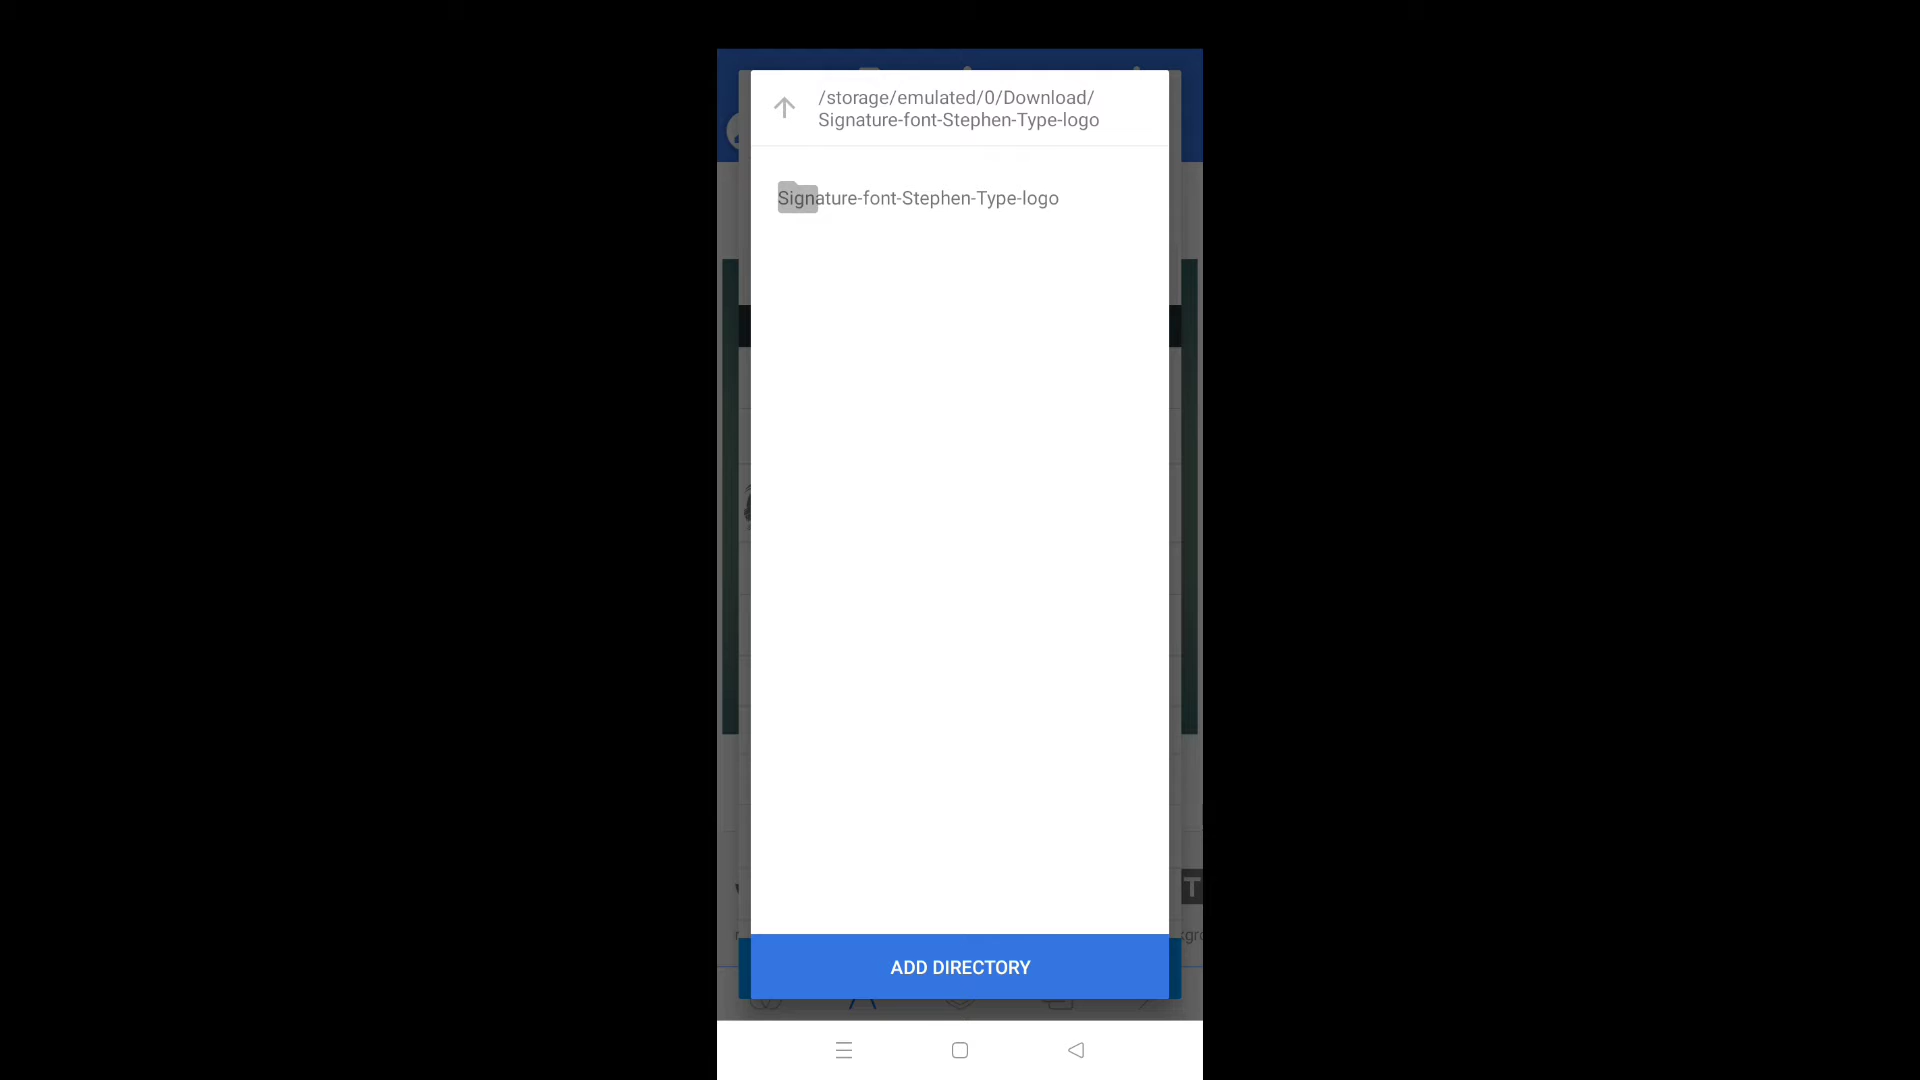 /storage/emulated/0/Download/
Signature-font-Stephen-Type-logo
Signature-font-Stephen-Type-logo
T
ADD DIRECTORY